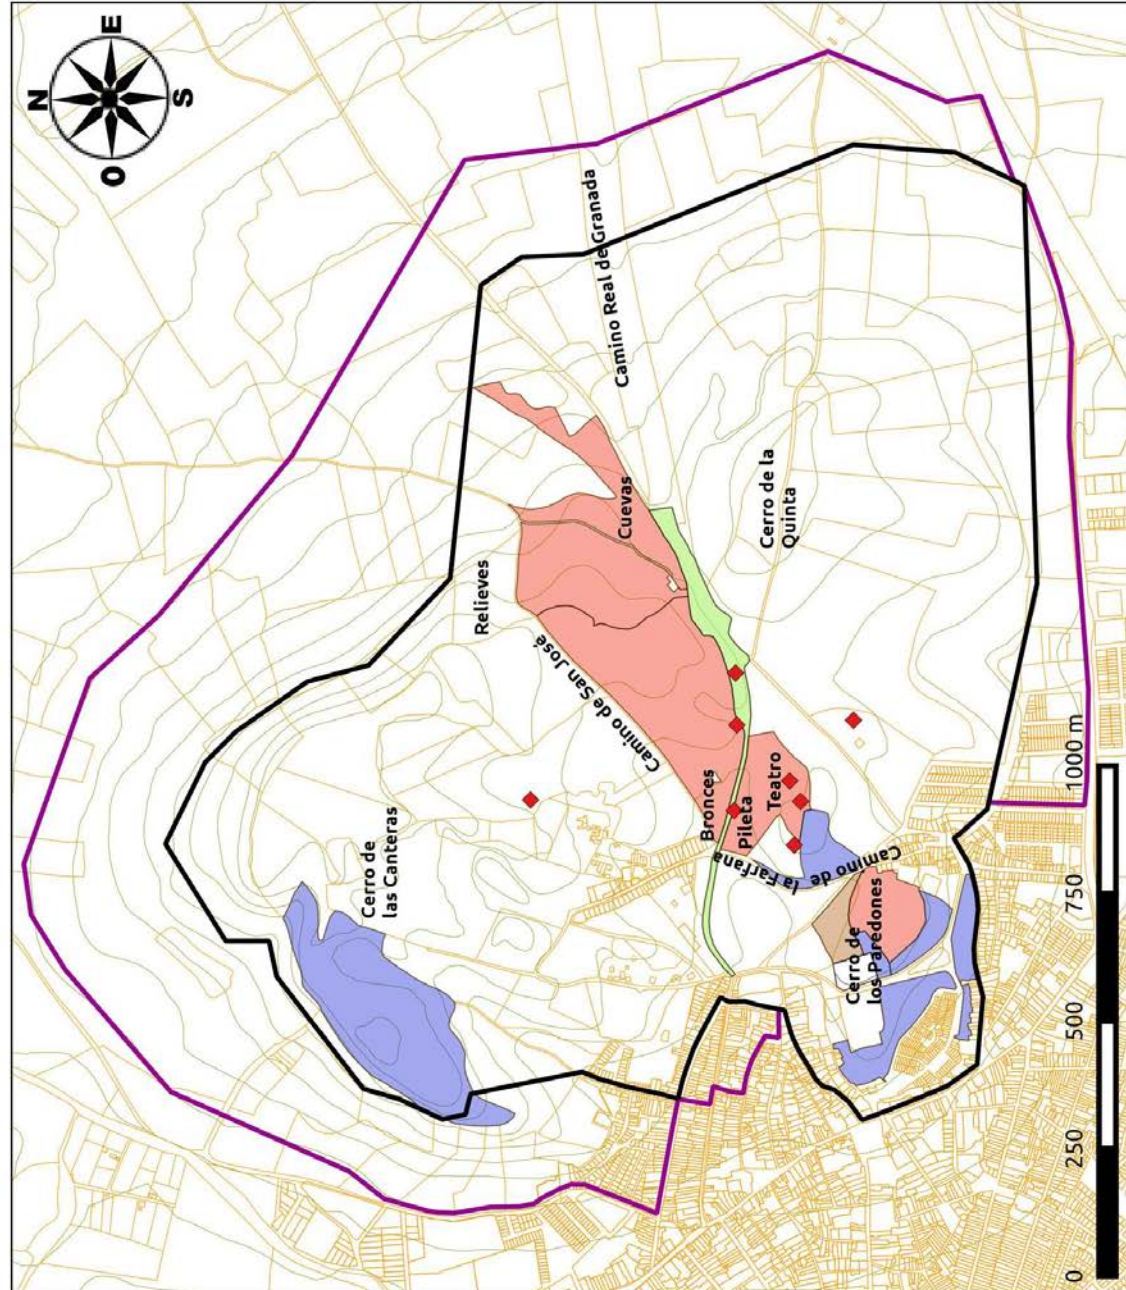 N
E
S
O
Camino Real de Granada
Relieves
Cuevas
Cerro de la
Quinta
Camino de San José
Cerro de
las Canteras
Bronces
Pileta
Teatro
Camino de
la Farfana
Cerro de
los Paredones
0
250
500
750
1000 m